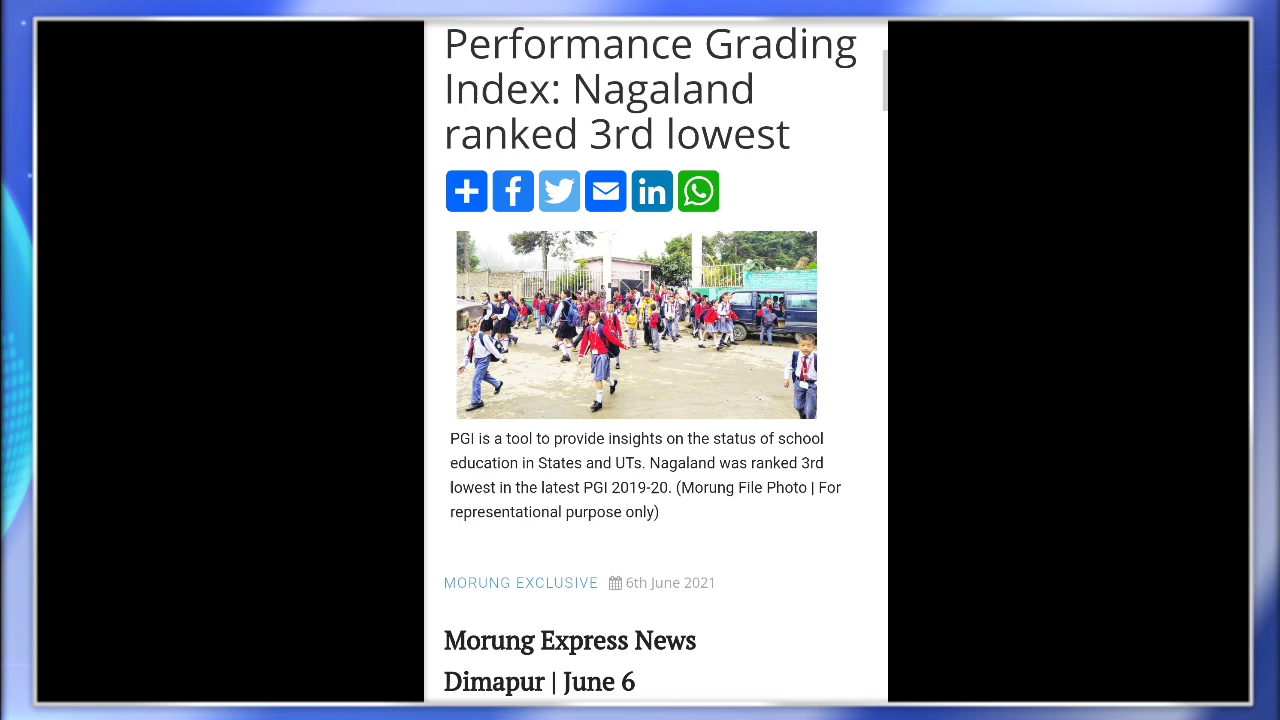 Performance Grading
Index: Nagaland
ranked 3rd lowest
PGI is a tool to provide insights on the status of school
education in States and UTs. Nagaland was ranked 3rd
lowest in the latest PGI 2019-20. (Morung File Photo | For
representational purpose only)
MORUNG EXCLUSIVE 6th June 2021
Morung Express News
Dimapur | June 6